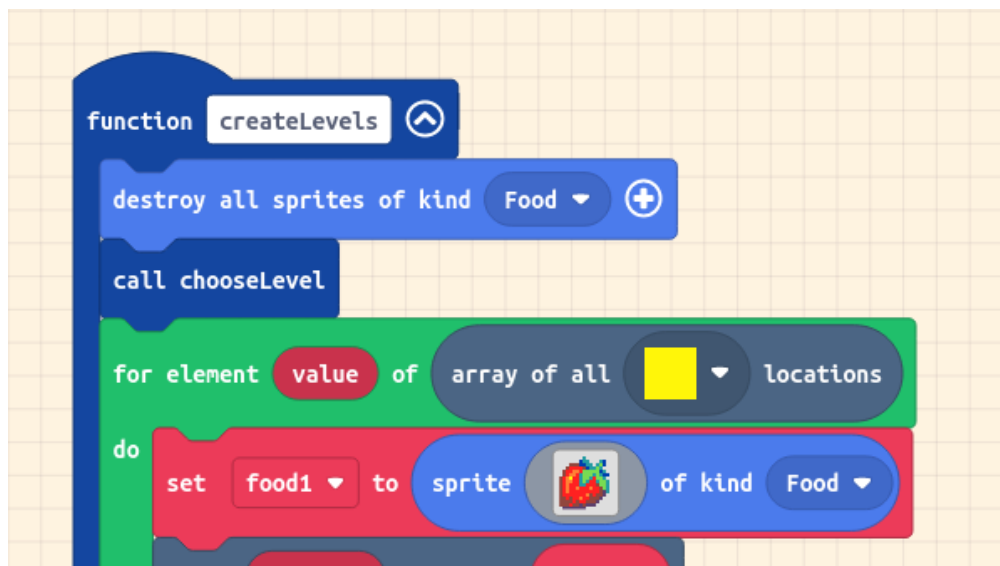 function createLevels
destroy all sprites of kind Food
call chooseLevel
for element value of array of all locations
do
set food1 to sprite of kind Food